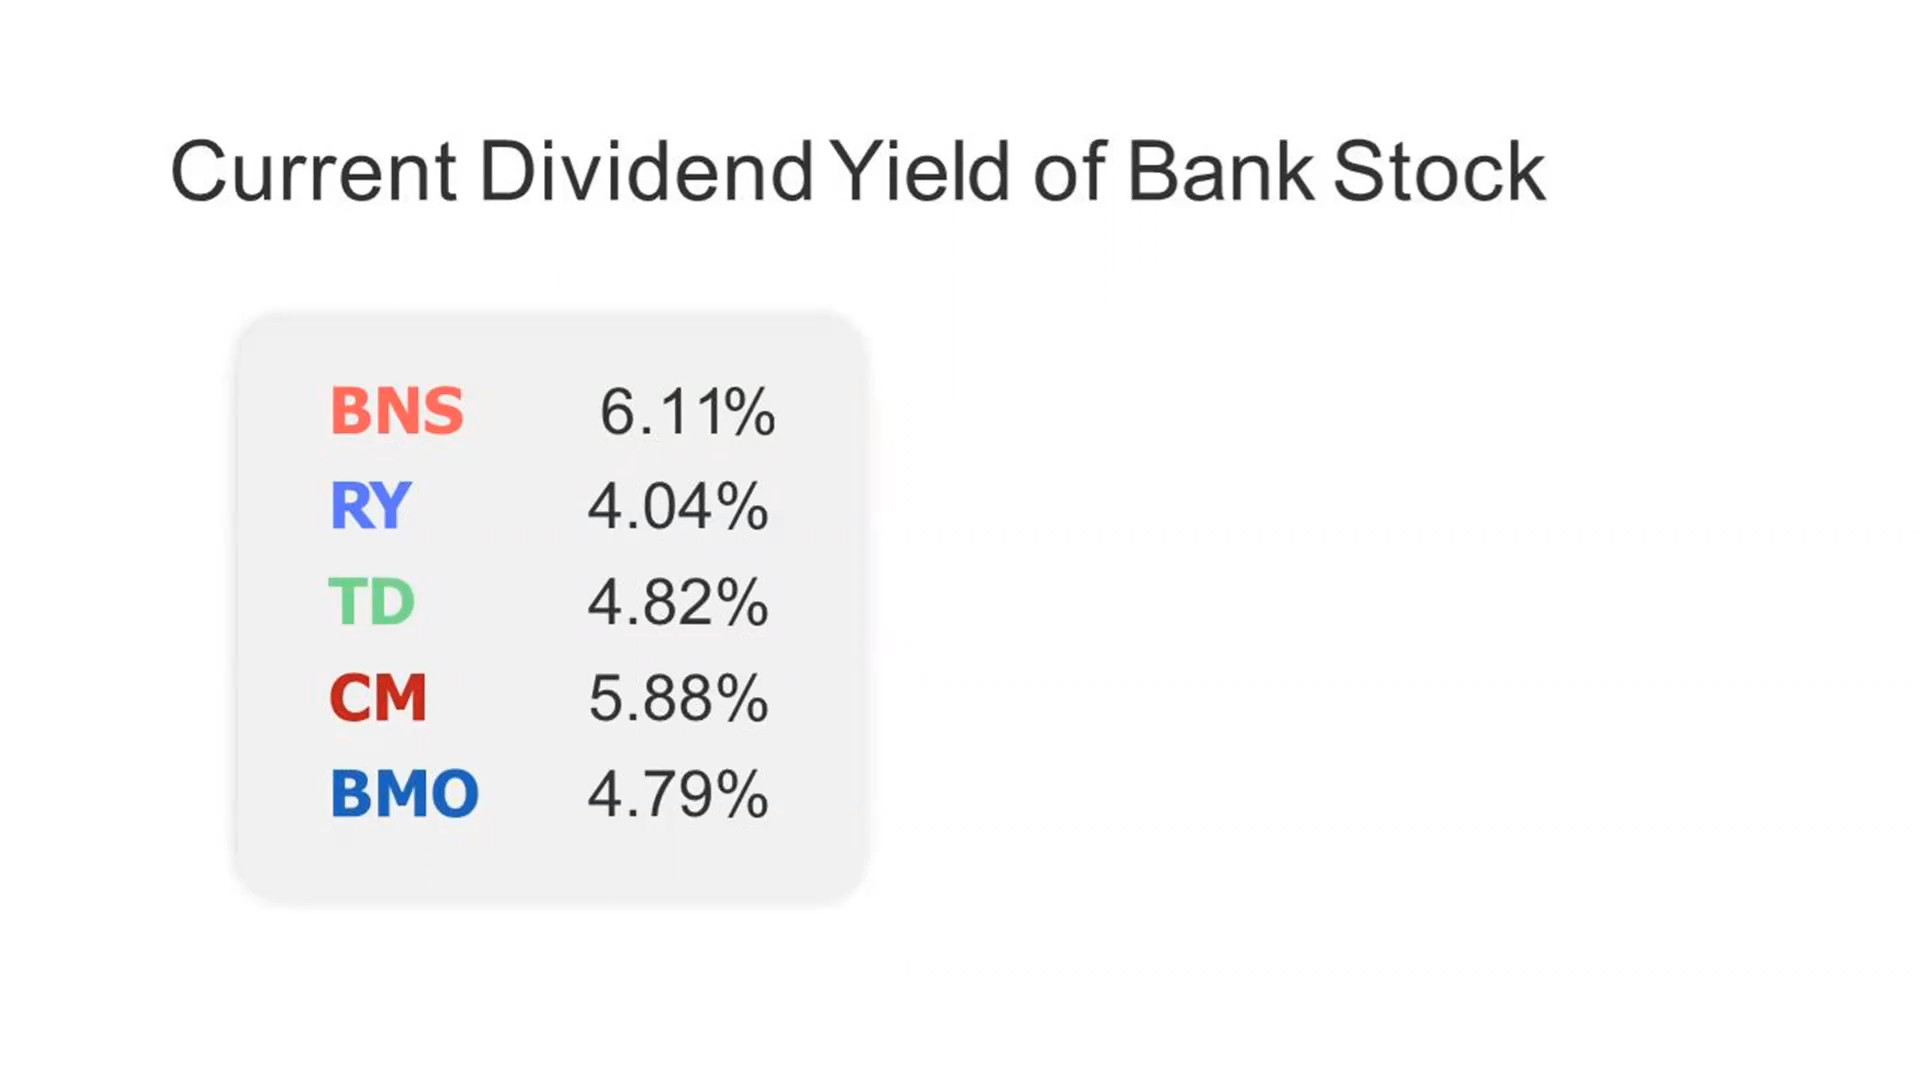 Current Dividend Yield of Bank Stock
BNS 6.11%
RY 4.04%
TD 4.82%
CM 5.88%
BMO 4.79%